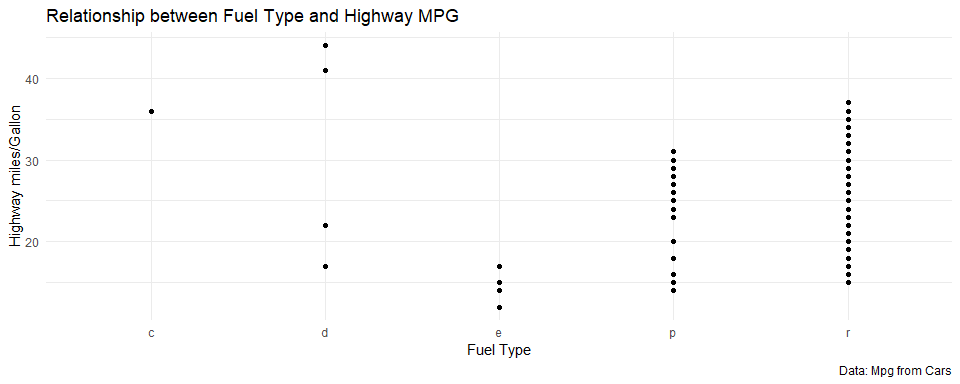 Relationship between Fuel Type and Highway MPG
Highway miles/Gallon
40
30
20
c d e p r
Fuel Type
Data: Mpg from Cars